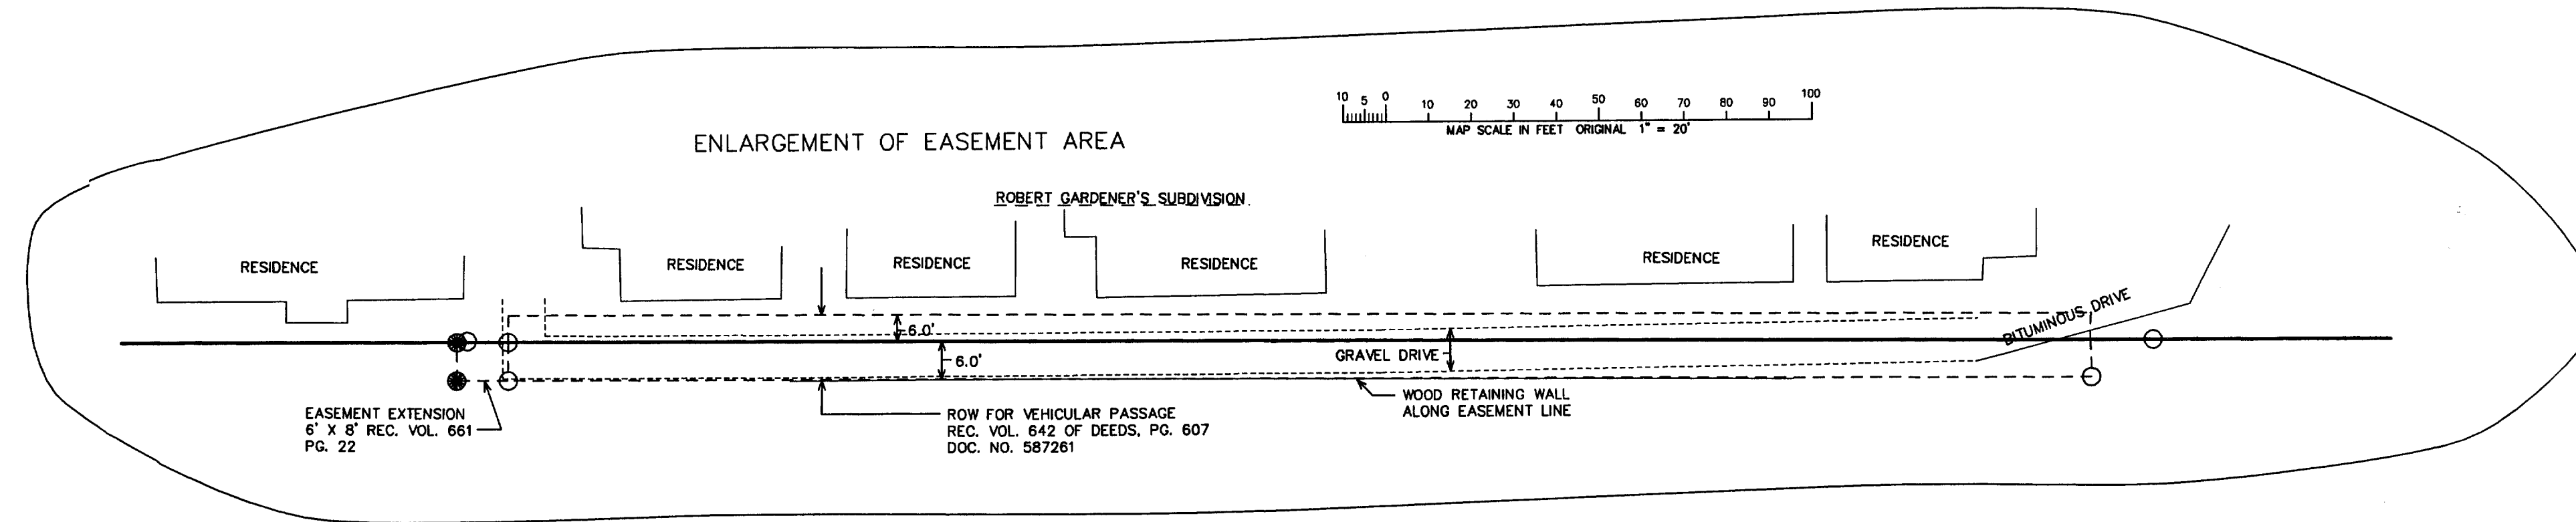 10 5 0 10 20 30 40 50 60 70 80 90 100
MAP SCALE IN FEET ORIGINAL 1" = 20'
ENLARGEMENT OF EASEMENT AREA
ROBERT GARDENER'S SUBDIVISION
RESIDENCE
RESIDENCE
RESIDENCE
RESIDENCE
RESIDENCE
RESIDENCE
BITUMINOUS DRIVE
6.0'
GRAVEL DRIVE
6.0'
EASEMENT EXTENSION
6' X 8' REC. VOL. 661
PG. 22
ROW FOR VEHICULAR PASSAGE
REC. VOL. 642 OF DEEDS, PG. 607
DOC. NO. 587261
WOOD RETAINING WALL
ALONG EASEMENT LINE